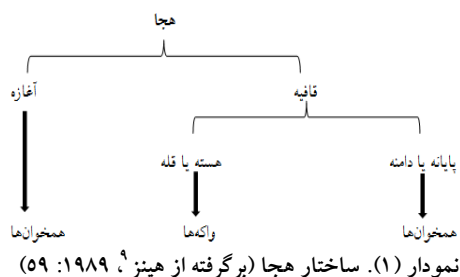 هجا
آغازه قافیه
هسته یا قله پایانه یا دامنه
همخوان‌ها واکه‌ها همخوان‌ها
نمودار (۱). ساختار هجا (برگرفته از هینز۹، ۱۹۸۹: ۵۹)